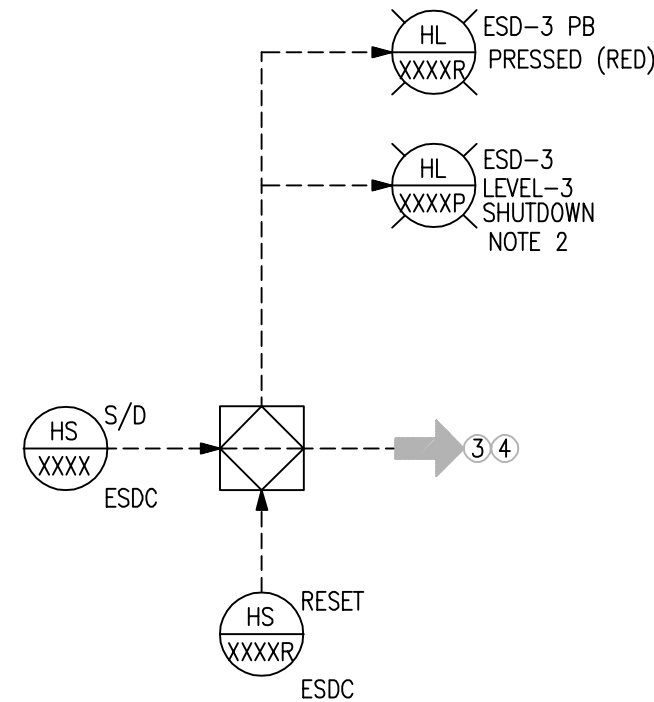 HL
XXXXR
ESD-3 PB
PRESSED (RED)
HL
XXXXP
ESD-3
LEVEL-3
SHUTDOWN
NOTE 2
HS
XXXX
S/D
ESDC
3 4
HS
XXXXR
RESET
ESDC